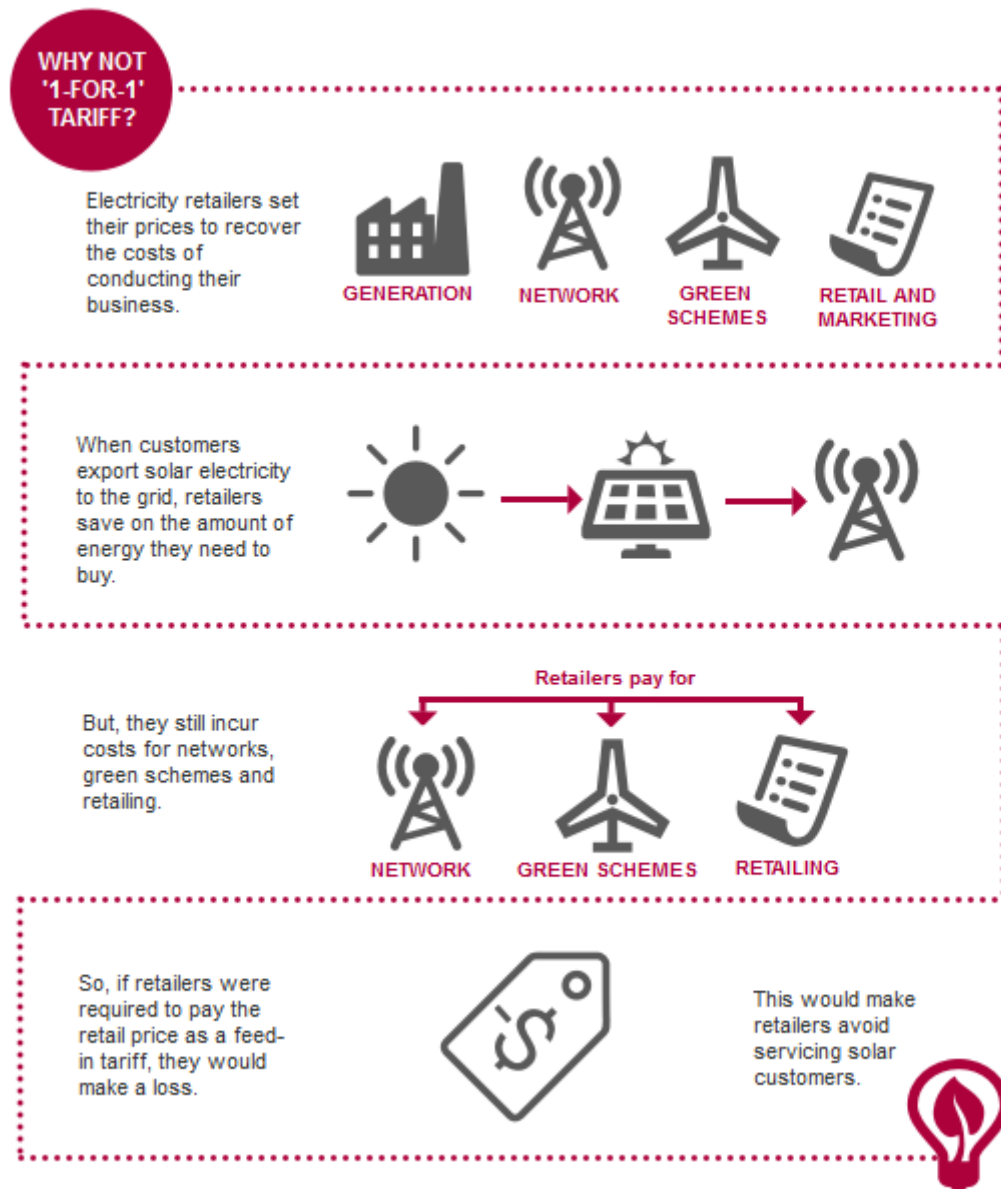 WHY NOT
'1-FOR-1'
TARIFF?
Electricity retailers set
their prices to recover
the costs of
conducting their
business.
GENERATION
NETWORK
GREEN
SCHEMES
RETAIL AND
MARKETING
When customers
export solar electricity
to the grid, retailers
save on the amount of
energy they need to
buy.
But, they still incur
costs for networks,
green schemes and
retailing.
Retailers pay for
NETWORK
GREEN SCHEMES
RETAILING
So, if retailers were
required to pay the
retail price as a feed-
in tariff, they would
make a loss.
$
This would make
retailers avoid
servicing solar
customers.